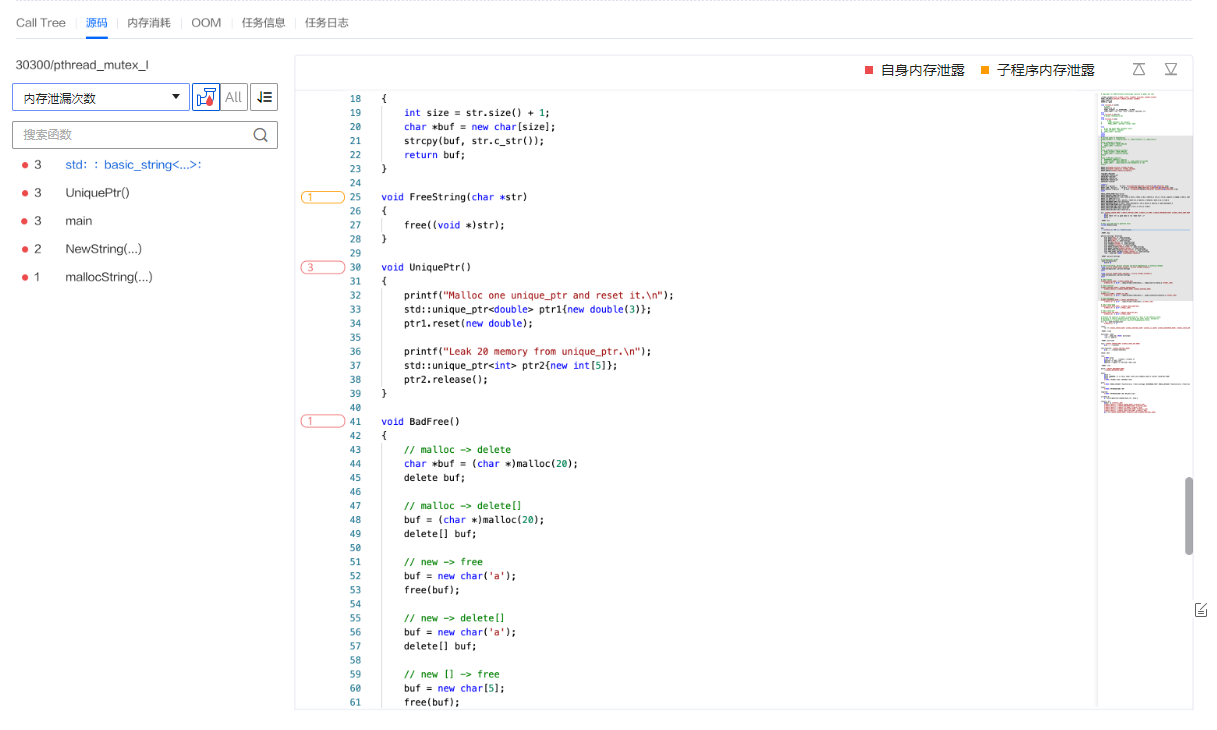 Call Tree 源码 内存消耗 OOM 任务信息 任务日志
30300/pthread_mutex_l
内存泄漏次数 All
搜索函数
3 std：：basic_string<...>:
3 UniquePtr()
3 main
2 NewString(...)
1 mallocString(...)
自身内存泄露 子程序内存泄露
18 {
19 int size = str.size() + 1;
20 char *buf = new char[size];
21 strcpy(buf, str.c_str());
22 return buf;
23 }
24
1 25 void FreeString(char *str)
26 {
27 free((void *)str);
28 }
29
3 30 void UniquePtr()
31 {
32 printf("Malloc one unique_ptr and reset it.\n");
33 std::unique_ptr<double> ptr1{new double(3)};
34 ptr1.reset(new double);
35
36 printf("Leak 20 memory from unique_ptr.\n");
37 std::unique_ptr<int> ptr2{new int[5]};
38 ptr2.release();
39 }
40
1 41 void BadFree()
42 {
43 // malloc -> delete
44 char *buf = (char *)malloc(20);
45 delete buf;
46
47 // malloc -> delete[]
48 buf = (char *)malloc(20);
49 delete[] buf;
50
51 // new -> free
52 buf = new char('a');
53 free(buf);
54
55 // new -> delete[]
56 buf = new char('a');
57 delete[] buf;
58
59 // new [] -> free
60 buf = new char[5];
61 free(buf);